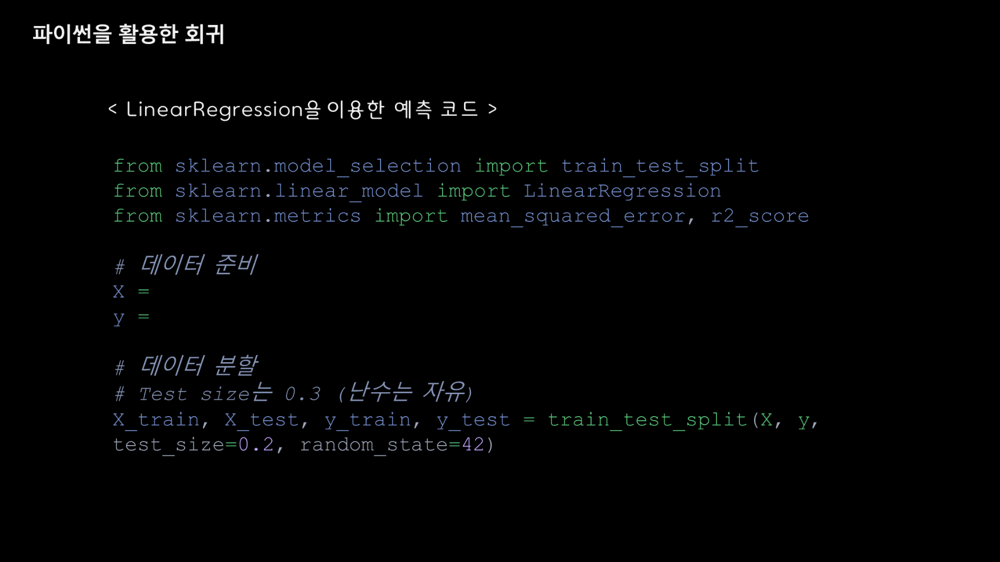 파이썬을 활용한 회귀
< LinearRegression을 이용한 예측 코드 >
from sklearn.model_selection import train_test_split
from sklearn.linear_model import LinearRegression
from sklearn.metrics import mean_squared_error, r2_score
# 데이터 준비
X =
y =
# 데이터 분할
# Test size는 0.3 (난수는 자유)
X_train, X_test, y_train, y_test = train_test_split(X, y,
test_size=0.2, random_state=42)